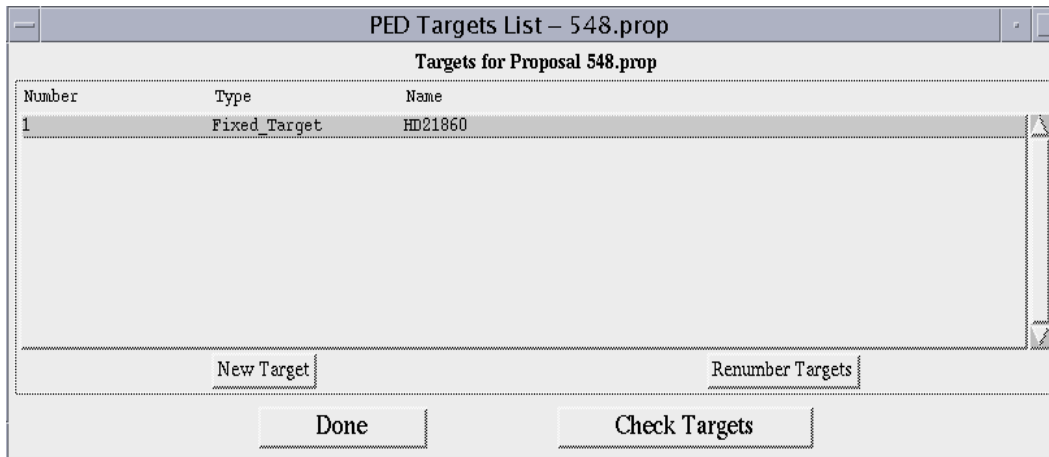 PED Targets List – 548.prop
Targets for Proposal 548.prop
Number Type Name
1 Fixed_Target HD21860
New Target Renumber Targets
Done Check Targets